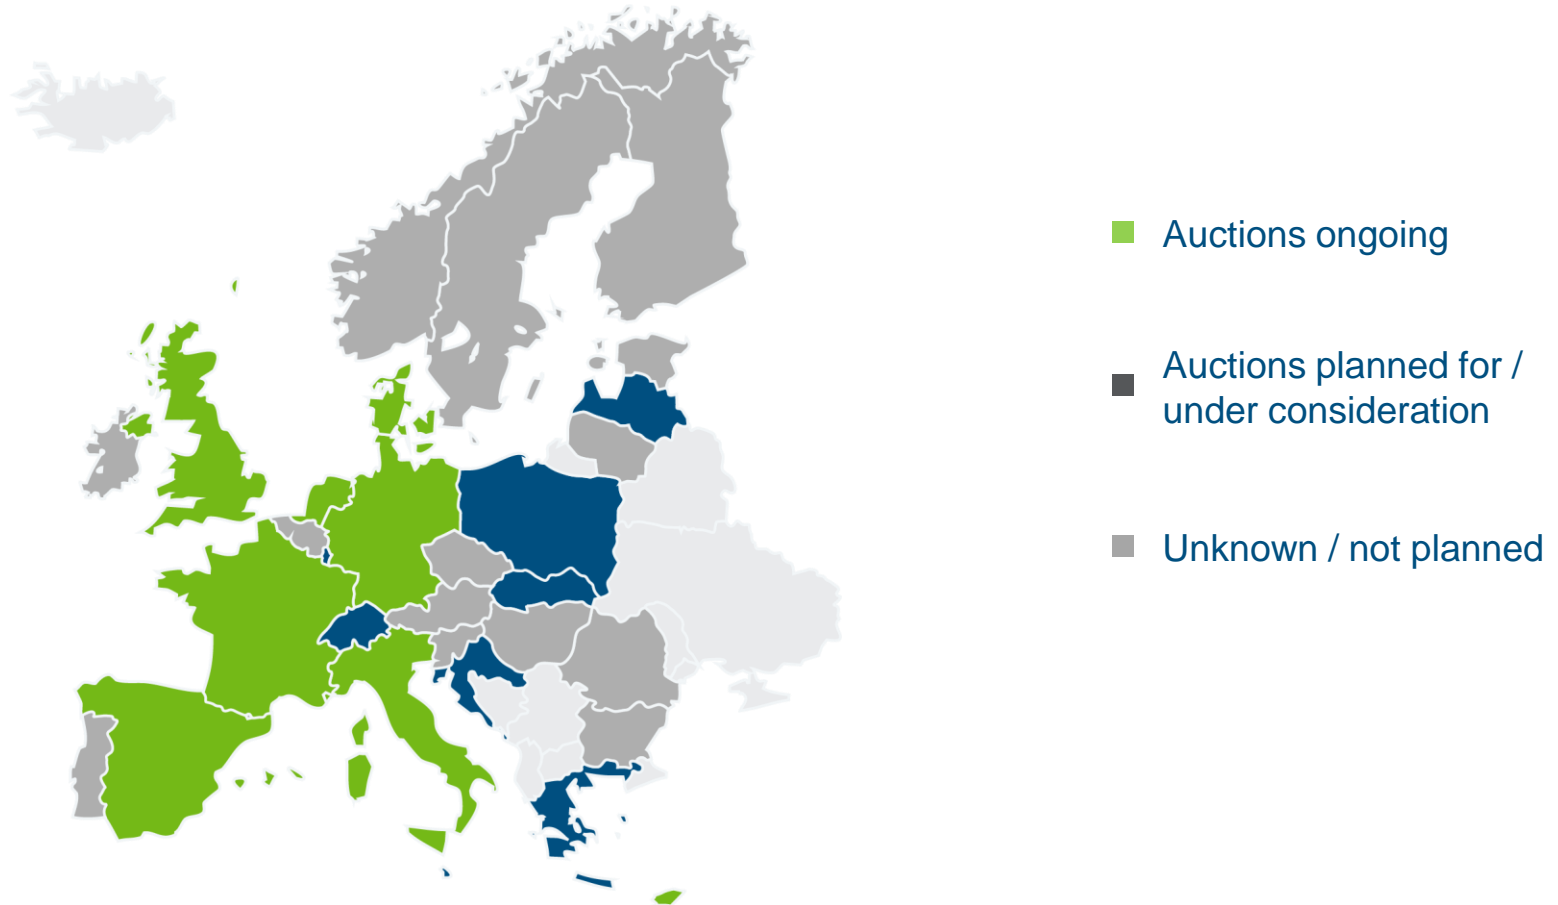 Auctions ongoing
Auctions planned for /
under consideration
Unknown / not planned